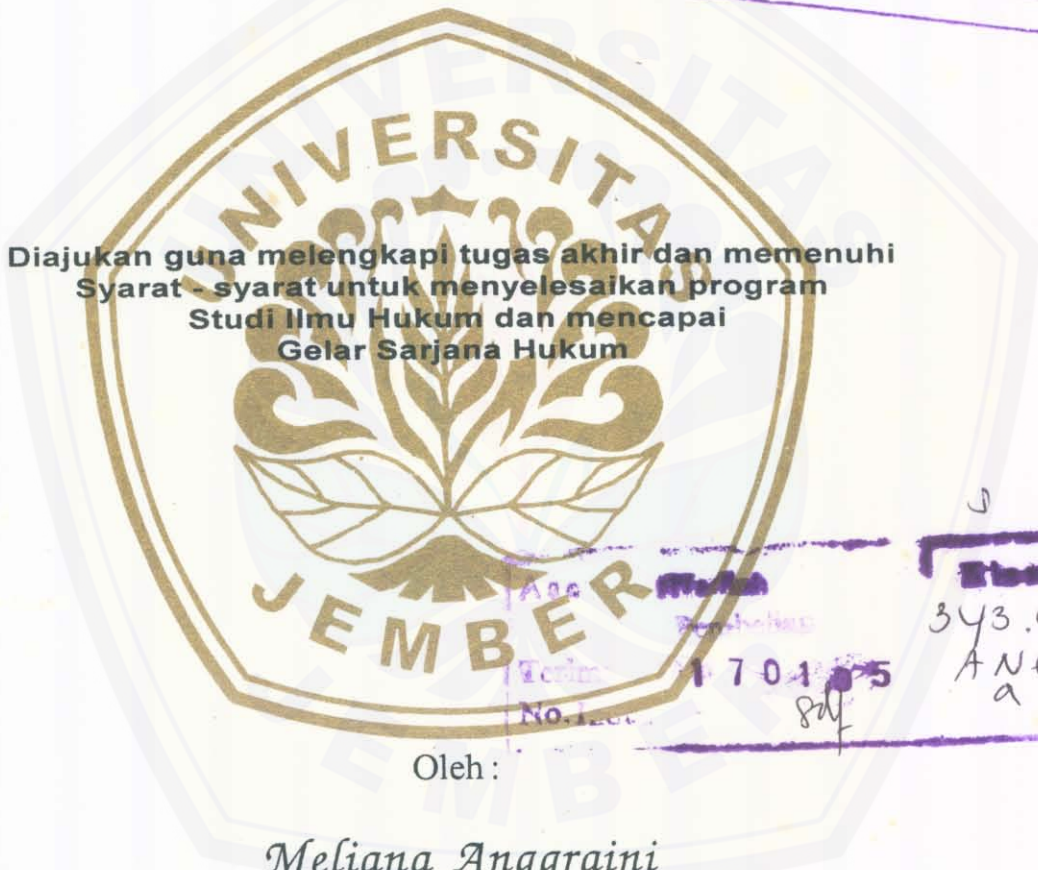 UNIVERSITAS
Diajukan guna melengkapi tugas akhir dan memenuhi
Syarat - syarat untuk menyelesaikan program
Studi Ilmu Hukum dan mencapai
Gelar Sarjana Hukum
JEMBER
Oleh :
Meliana Anggraini